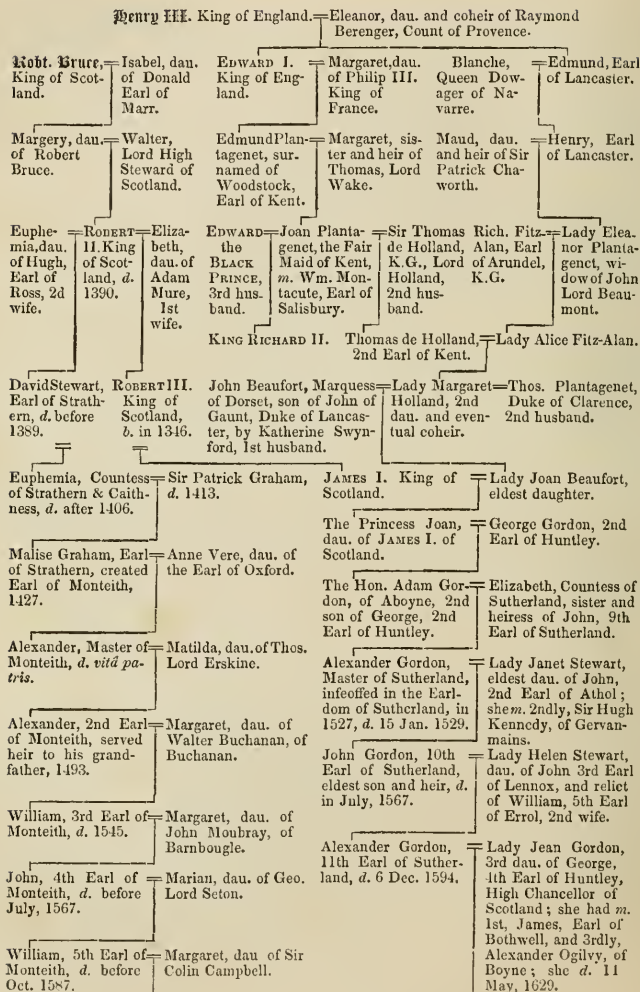 Henry III. King of England.=Eleanor, dau. and coheir of Raymond
Berenger, Count of Provence.
Robt. Bruce,
King of Scot-
land.
=Isabel, dau.
of Donald
Earl of
Marr.
EDWARD I.
King of Eng-
land.
=Margaret, dau.
of Philip III.
King of
France.
Blanche,
Queen Dow-
ager of Na-
varre.
=Edmund, Earl
of Lancaster.
Margery, dau.
of Robert
Bruce.
=Walter,
Lord High
Steward of
Scotland.
Edmund Plan-
tagenet, sur-
named of
Woodstock,
Earl of Kent.
=Margaret, sis-
ter and heir of
Thomas, Lord
Wake.
Maud, dau.
and heir of Sir
Patrick Cha-
worth.
=Henry, Earl
of Lancaster.
Euphe-
mia, dau.
of Hugh,
Earl of
Ross, 2d
wife.
=ROBERT
II. King
of Scot-
land, d.
1390.
=Eliza-
beth,
dau. of
Adam
Mure,
1st
wife.
EDWARD
the
BLACK
PRINCE,
3rd hus-
band.
=Joan Planta-
genet, the Fair
Maid of Kent,
m. Wm. Mon-
tacute, Earl of
Salisbury.
=Sir Thomas
de Holland,
K.G., Lord
Holland,
2nd hus-
band.
Rich. Fitz-
Alan, Earl
of Arundel,
K.G.
=Lady Elea-
nor Planta-
genet, wi-
dow of John
Lord Beau-
mont.
KING RICHARD II.
Thomas de Holland,
2nd Earl of Kent.
=Lady Alice Fitz-Alan.
David Stewart,
Earl of Strath-
ern, d. before
1389.
ROBERT III.
King of
Scotland,
b. in 1346.
John Beaufort, Marquess
of Dorset, son of John of
Gaunt, Duke of Lancas-
ter, by Katherine Swyn-
ford, 1st husband.
=Lady Margaret
Holland, 2nd
dau. and even-
tual coheir.
=Thos. Plantagenet,
Duke of Clarence,
2nd husband.
Euphemia, Countess
of Strathern & Caith-
ness, d. after 1406.
=Sir Patrick Graham,
d. 1413.
JAMES I. King of
Scotland.
=Lady Joan Beaufort,
eldest daughter.
The Princess Joan,
dau. of JAMES I. of
Scotland.
=George Gordon, 2nd
Earl of Huntley.
Malise Graham, Earl
of Strathern, created
Earl of Monteith,
1427.
=Anne Vere, dau. of
the Earl of Oxford.
The Hon. Adam Gor-
don, of Aboyne, 2nd
son of George, 2nd
Earl of Huntley.
=Elizabeth, Countess of
Sutherland, sister and
heiress of John, 9th
Earl of Sutherland.
Alexander, Master of
Monteith, d. vitâ pa-
tris.
=Matilda, dau. of Thos.
Lord Erskine.
Alexander Gordon,
Master of Sutherland,
infeoffed in the Earl-
dom of Sutherland, in
1527, d. 15 Jan. 1529.
=Lady Janet Stewart,
eldest dau. of John,
2nd Earl of Athol;
she m. 2ndly, Sir Hugh
Kennedy, of Gervan-
mains.
Alexander, 2nd Earl
of Monteith, served
heir to his grand-
father, 1493.
=Margaret, dau. of
Walter Buchanan, of
Buchanan.
John Gordon, 10th
Earl of Sutherland,
eldest son and heir, d.
in July, 1567.
=Lady Helen Stewart,
dau. of John 3rd Earl
of Lennox, and relict
of William, 5th Earl of
Errol, 2nd wife.
William, 3rd Earl of
Monteith, d. 1545.
=Margaret, dau. of
John Moubray, of
Barnbougle.
Alexander Gordon,
11th Earl of Suther-
land, d. 6 Dec. 1594.
=Lady Jean Gordon,
3rd dau. of George,
4th Earl of Huntley,
High Chancellor of
Scotland; she had m.
1st, James, Earl of
Bothwell, and 3rdly,
Alexander Ogilvy, of
Boyne; she d. 11
May, 1629.
John, 4th Earl of
Monteith, d. before
July, 1567.
=Marian, dau. of Geo.
Lord Seton.
William, 5th Earl of
Monteith, d. before
Oct. 1587.
=Margaret, dau of Sir
Colin Campbell.